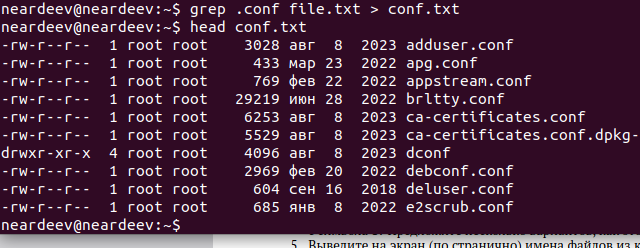 neardeev@neardeev:~$ grep .conf file.txt > conf.txt
neardeev@neardeev:~$ head conf.txt
-rw-r--r--  1 root root    3028 авг  8  2023 adduser.conf
-rw-r--r--  1 root root     433 мар 23  2022 apg.conf
-rw-r--r--  1 root root     769 фев 22  2022 appstream.conf
-rw-r--r--  1 root root   29219 июн 28  2022 brltty.conf
-rw-r--r--  1 root root    6253 авг  8  2023 ca-certificates.conf
-rw-r--r--  1 root root    5529 авг  8  2023 ca-certificates.conf.dpkg-
drwxr-xr-x  4 root root    4096 авг  8  2023 dconf
-rw-r--r--  1 root root    2969 фев 20  2022 debconf.conf
-rw-r--r--  1 root root     604 сен 16  2018 deluser.conf
-rw-r--r--  1 root root     685 янв  8  2022 e2scrub.conf
neardeev@neardeev:~$
5. Выведите на экран (по странично) имена файлов из к